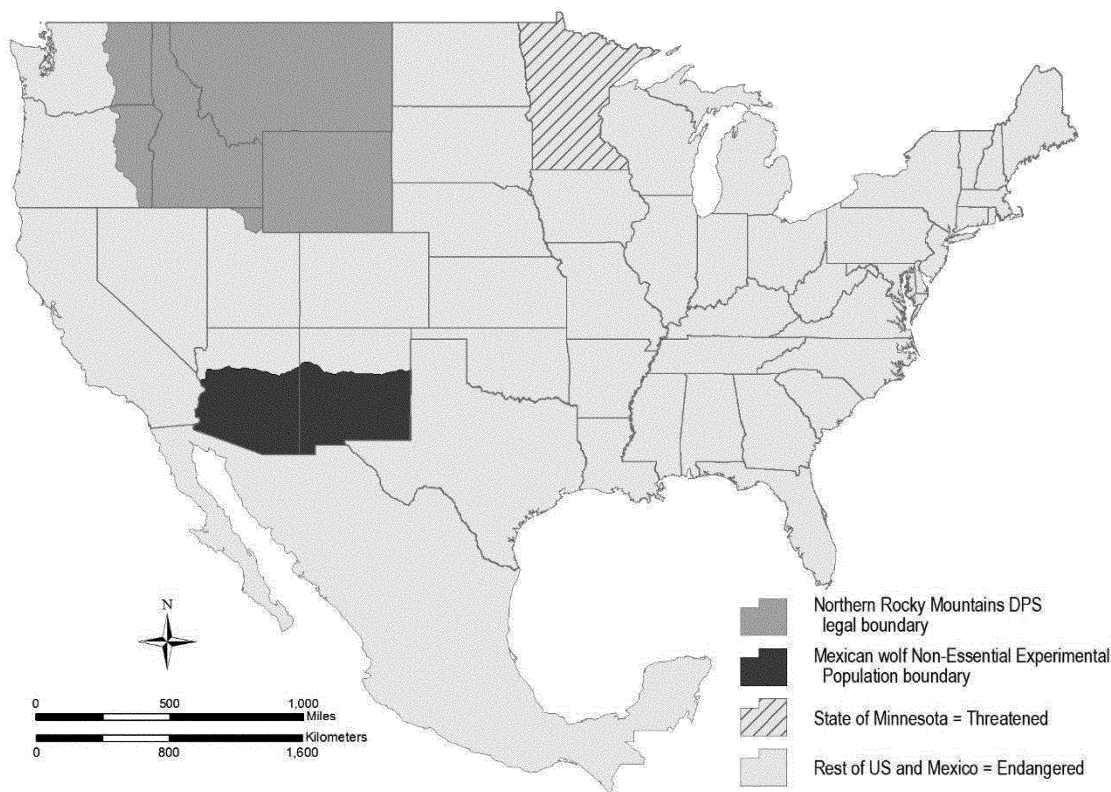 N
0 500 1,000
Miles
Kilometers
0 800 1,600
Northern Rocky Mountains DPS
legal boundary
Mexican wolf Non-Essential Experimental
Population boundary
State of Minnesota = Threatened
Rest of US and Mexico = Endangered